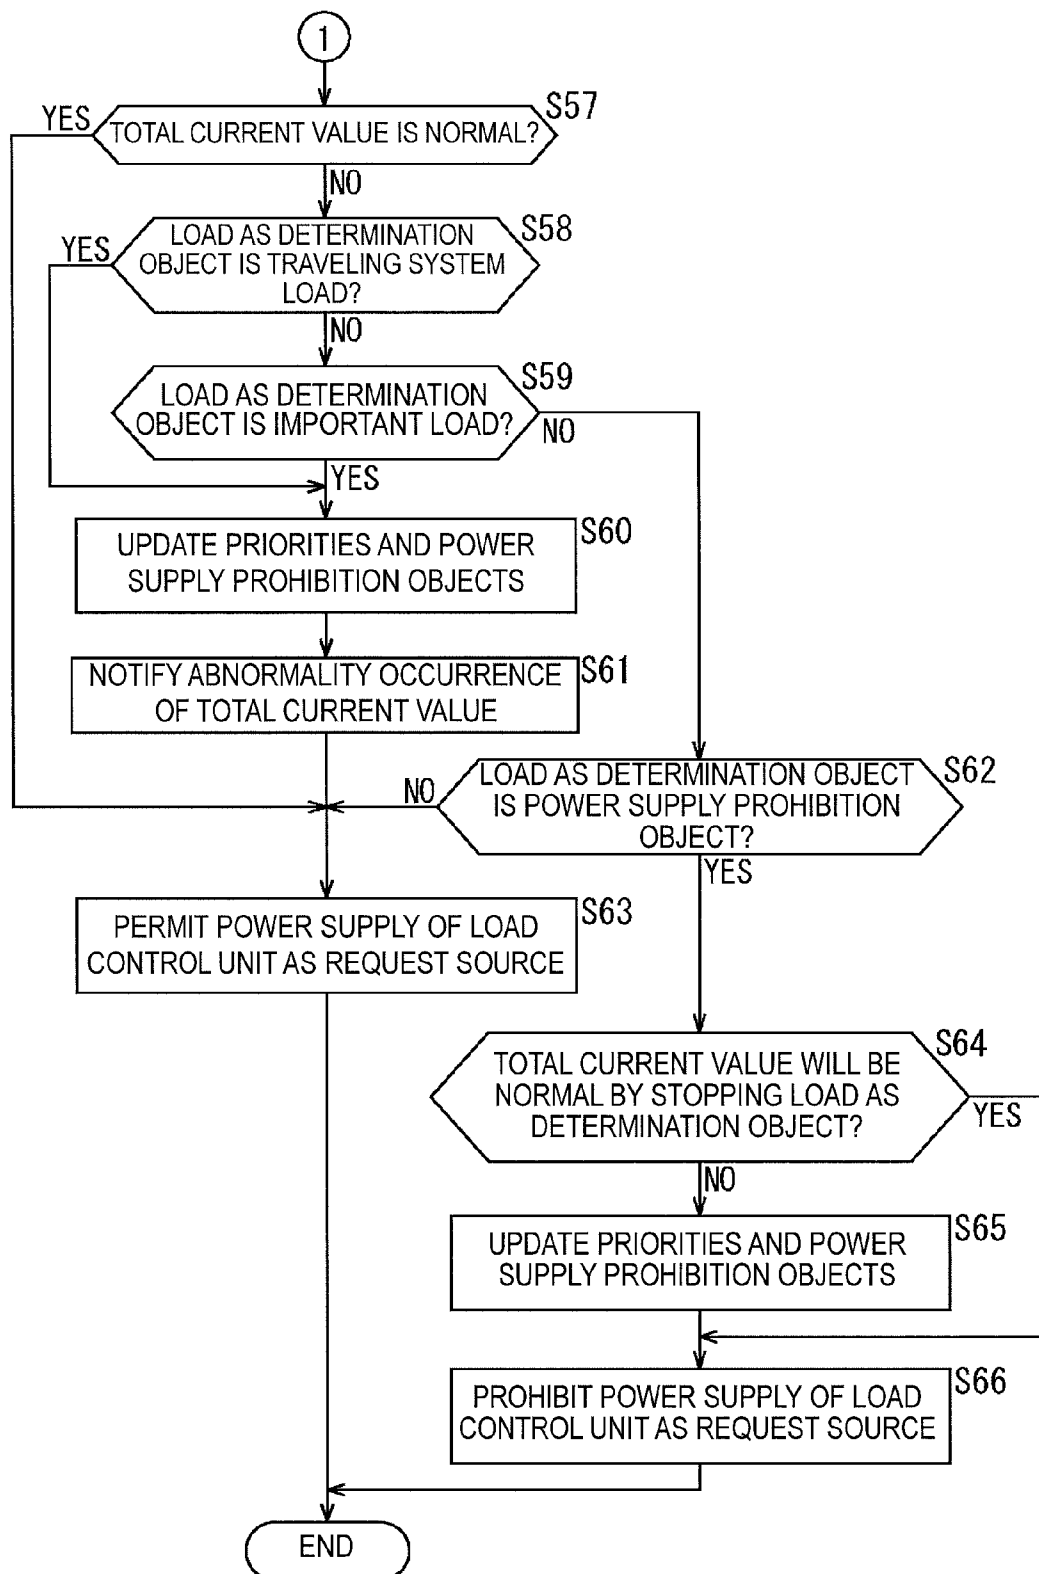 1
S57
YES
TOTAL CURRENT VALUE IS NORMAL?
NO
S58
YES
LOAD AS DETERMINATION
OBJECT IS TRAVELING SYSTEM
LOAD?
NO
S59
LOAD AS DETERMINATION
OBJECT IS IMPORTANT LOAD?
NO
YES
S60
UPDATE PRIORITIES AND POWER
SUPPLY PROHIBITION OBJECTS
S61
NOTIFY ABNORMALITY OCCURRENCE
OF TOTAL CURRENT VALUE
S62
LOAD AS DETERMINATION OBJECT
IS POWER SUPPLY PROHIBITION
OBJECT?
NO
YES
S63
PERMIT POWER SUPPLY OF LOAD
CONTROL UNIT AS REQUEST SOURCE
S64
TOTAL CURRENT VALUE WILL BE
NORMAL BY STOPPING LOAD AS
DETERMINATION OBJECT?
YES
NO
S65
UPDATE PRIORITIES AND POWER
SUPPLY PROHIBITION OBJECTS
S66
PROHIBIT POWER SUPPLY OF LOAD
CONTROL UNIT AS REQUEST SOURCE
END